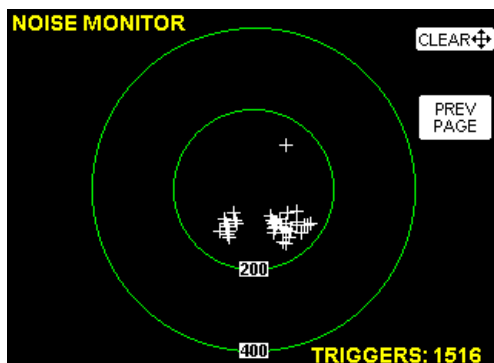 NOISE MONITOR
CLEAR
PREV
PAGE
200
400
TRIGGERS: 1516